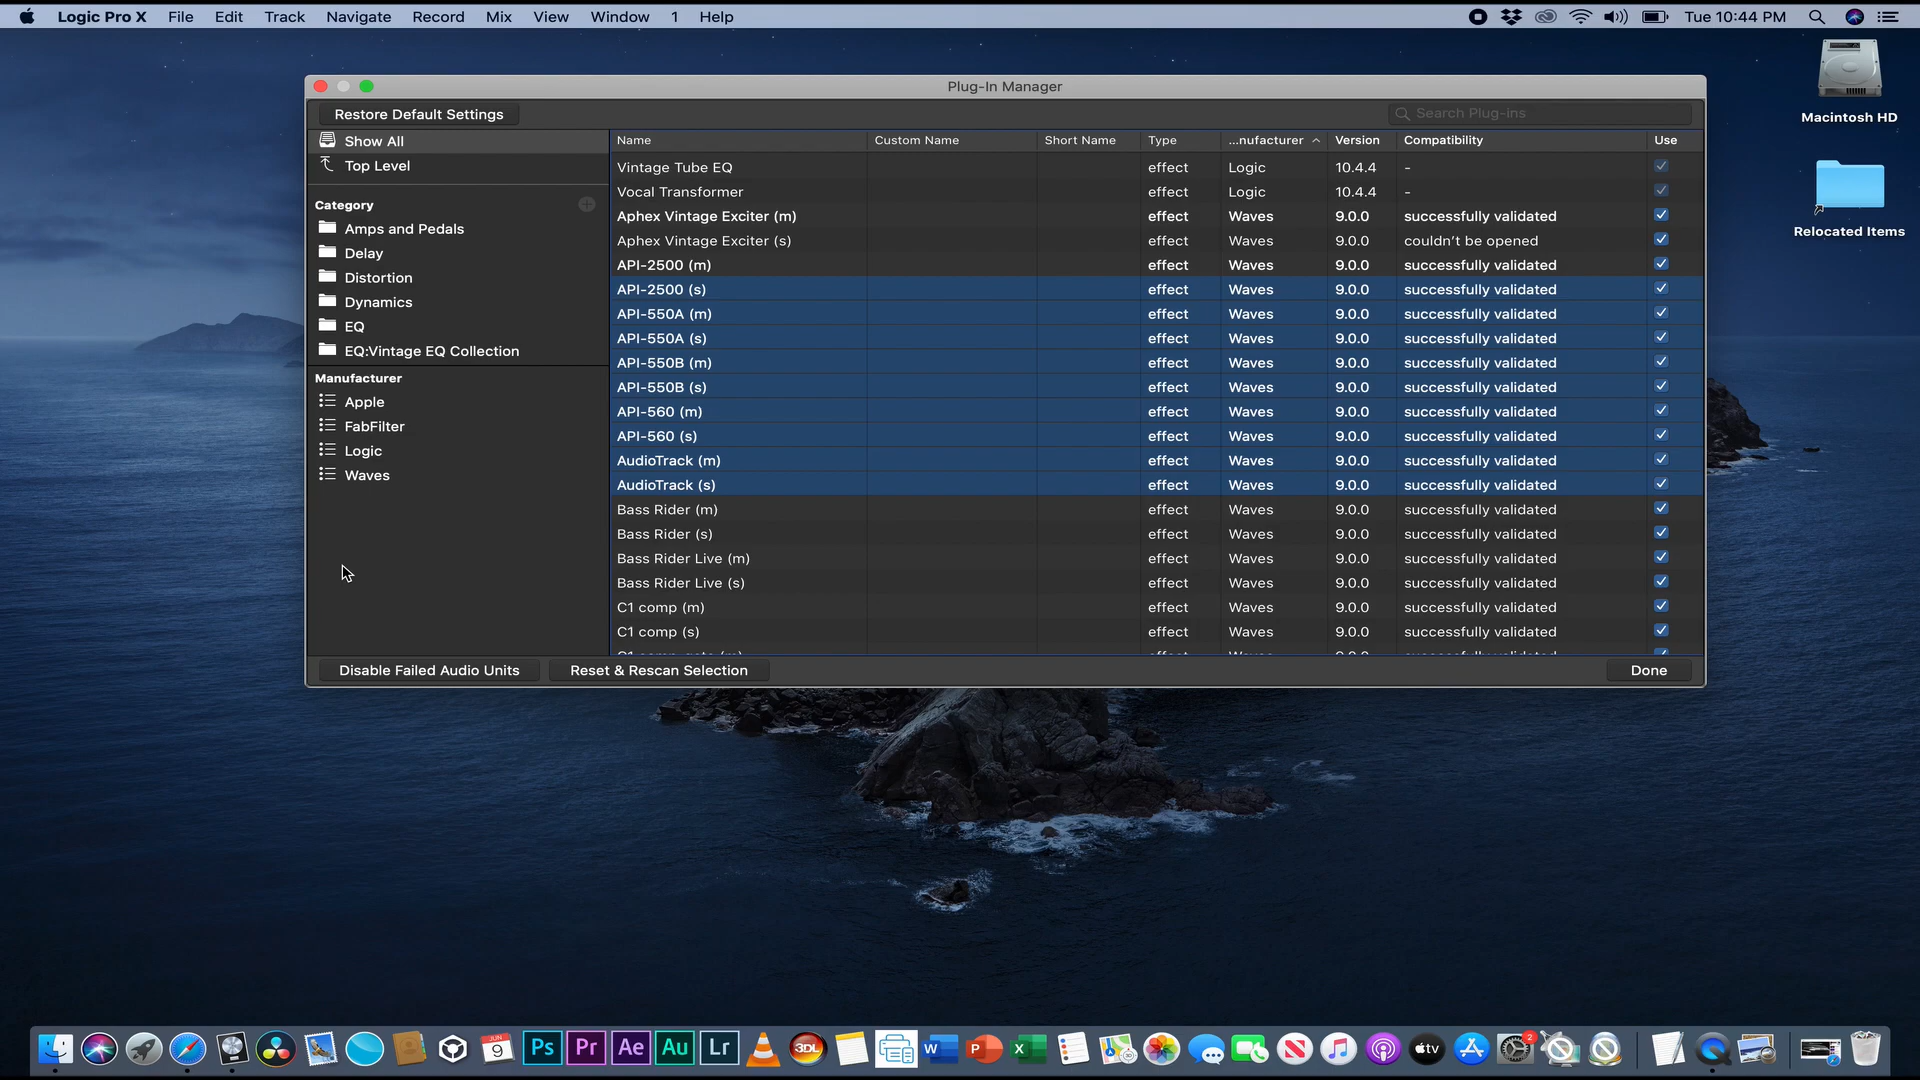 Logic Pro X File Edit Track Navigate Record Mix View Window 1 Help Tue 10:44 PM
Macintosh HD
Relocated Items
Plug-In Manager
Restore Default Settings Search Plug-ins
Show All
Top Level
Category
Amps and Pedals
Delay
Distortion
Dynamics
EQ
EQ:Vintage EQ Collection
Manufacturer
Apple
FabFilter
Logic
Waves
Name Custom Name Short Name Type ...nufacturer Version Compatibility Use
Vintage Tube EQ effect Logic 10.4.4 -
Vocal Transformer effect Logic 10.4.4 -
Aphex Vintage Exciter (m) effect Waves 9.0.0 successfully validated
Aphex Vintage Exciter (s) effect Waves 9.0.0 couldn't be opened
API-2500 (m) effect Waves 9.0.0 successfully validated
API-2500 (s) effect Waves 9.0.0 successfully validated
API-550A (m) effect Waves 9.0.0 successfully validated
API-550A (s) effect Waves 9.0.0 successfully validated
API-550B (m) effect Waves 9.0.0 successfully validated
API-550B (s) effect Waves 9.0.0 successfully validated
API-560 (m) effect Waves 9.0.0 successfully validated
API-560 (s) effect Waves 9.0.0 successfully validated
AudioTrack (m) effect Waves 9.0.0 successfully validated
AudioTrack (s) effect Waves 9.0.0 successfully validated
Bass Rider (m) effect Waves 9.0.0 successfully validated
Bass Rider (s) effect Waves 9.0.0 successfully validated
Bass Rider Live (m) effect Waves 9.0.0 successfully validated
Bass Rider Live (s) effect Waves 9.0.0 successfully validated
C1 comp (m) effect Waves 9.0.0 successfully validated
C1 comp (s) effect Waves 9.0.0 successfully validated
Disable Failed Audio Units Reset & Rescan Selection Done
JUN 9 Ps Pr Ae Au Lr 3DL W P X tv 2